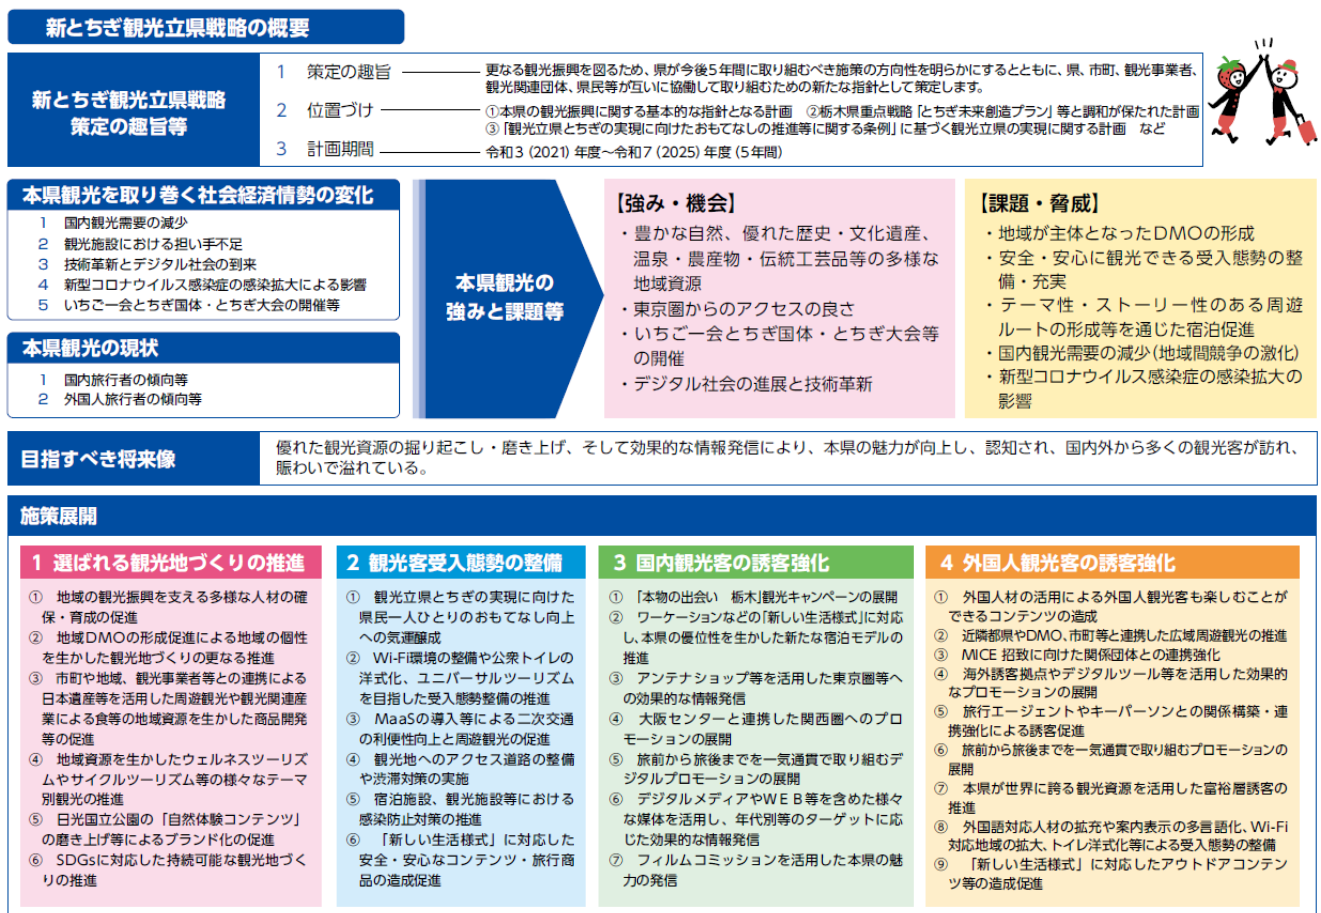 新とちぎ観光立県戦略の概要
新とちぎ観光立県戦略
策定の趣旨等
1 策定の趣旨
更なる観光振興を図るため、県が今後5年間に取り組むべき施策の方向性を明らかにするとともに、県、市町、観光事業者、
観光関連団体、県民等が互いに協働して取り組むための新たな指針として策定します。
2 位置づけ
①本県の観光振興に関する基本的な指針となる計画 ②栃木県重点戦略「とちぎ未来創造プラン」等と調和が保たれた計画
③「観光立県とちぎの実現に向けたおもてなしの推進等に関する条例」に基づく観光立県の実現に関する計画 など
3 計画期間
令和3(2021)年度～令和7(2025)年度(5年間)
本県観光を取り巻く社会経済情勢の変化
1 国内観光需要の減少
2 観光施設における担い手不足
3 技術革新とデジタル社会の到来
4 新型コロナウイルス感染症の感染拡大による影響
5 いちご一会とちぎ国体・とちぎ大会の開催等
本県観光の現状
1 国内旅行者の傾向等
2 外国人旅行者の傾向等
本県観光の
強みと課題等
【強み・機会】
・豊かな自然、優れた歴史・文化遺産、
温泉・農産物・伝統工芸品等の多様な
地域資源
・東京圏からのアクセスの良さ
・いちご一会とちぎ国体・とちぎ大会等
の開催
・デジタル社会の進展と技術革新
【課題・脅威】
・地域が主体となったDMOの形成
・安全・安心に観光できる受入態勢の整
備・充実
・テーマ性・ストーリー性のある周遊
ルートの形成等を通じた宿泊促進
・国内観光需要の減少(地域間競争の激化)
・新型コロナウイルス感染症の感染拡大の
影響
目指すべき将来像
優れた観光資源の掘り起こし・磨き上げ、そして効果的な情報発信により、本県の魅力が向上し、認知され、国内外から多くの観光客が訪れ、
賑わいで溢れている。
施策展開
1 選ばれる観光地づくりの推進
① 地域の観光振興を支える多様な人材の確
保・育成の促進
② 地域DMOの形成促進による地域の個性
を生かした観光地づくりの更なる推進
③ 市町や地域、観光事業者等との連携による
日本遺産等を活用した周遊観光や観光関連産
業による食等の地域資源を生かした商品開発
等の促進
④ 地域資源を生かしたウェルネスツーリズ
ムやサイクルツーリズム等の様々なテーマ
別観光の推進
⑤ 日光国立公園の「自然体験コンテンツ」
の磨き上げ等によるブランド化の促進
⑥ SDGsに対応した持続可能な観光地づく
りの推進
2 観光客受入態勢の整備
① 観光立県とちぎの実現に向けた
県民一人ひとりのおもてなし向上
への気運醸成
② Wi-Fi環境の整備や公衆トイレの
洋式化、ユニバーサルツーリズム
を目指した受入態勢整備の推進
③ MaaSの導入等による二次交通
の利便性向上と周遊観光の促進
④ 観光地へのアクセス道路の整備
や渋滞対策の実施
⑤ 宿泊施設、観光施設等における
感染防止対策の推進
⑥ 「新しい生活様式」に対応した
安全・安心なコンテンツ・旅行商
品の造成促進
3 国内観光客の誘客強化
① 「本物の出会い 栃木」観光キャンペーンの展開
② ワーケーションなどの「新しい生活様式」に対応
し、本県の優位性を生かした新たな宿泊モデルの
推進
③ アンテナショップ等を活用した東京圏等へ
の効果的な情報発信
④ 大阪センターと連携した関西圏へのプロ
モーションの展開
⑤ 旅前から旅後までを一気通貫で取り組むデ
ジタルプロモーションの展開
⑥ デジタルメディアやWEB等を含めた様々
な媒体を活用し、年代別等のターゲットに応
じた効果的な情報発信
⑦ フィルムコミッションを活用した本県の魅
力の発信
4 外国人観光客の誘客強化
① 外国人材の活用による外国人観光客も楽しむことが
できるコンテンツの造成
② 近隣都県やDMO、市町等と連携した広域周遊観光の推進
③ MICE 招致に向けた関係団体との連携強化
④ 海外誘客拠点やデジタルツール等を活用した効果的
なプロモーションの展開
⑤ 旅行エージェントやキーパーソンとの関係構築・連
携強化による誘客促進
⑥ 旅前から旅後までを一気通貫で取り組むプロモーションの
展開
⑦ 本県が世界に誇る観光資源を活用した富裕層誘客の
推進
⑧ 外国語対応人材の拡充や案内表示の多言語化、Wi-Fi
対応地域の拡大、トイレ洋式化等による受入態勢の整備
⑨ 「新しい生活様式」に対応したアウトドアコンテン
ツ等の造成促進